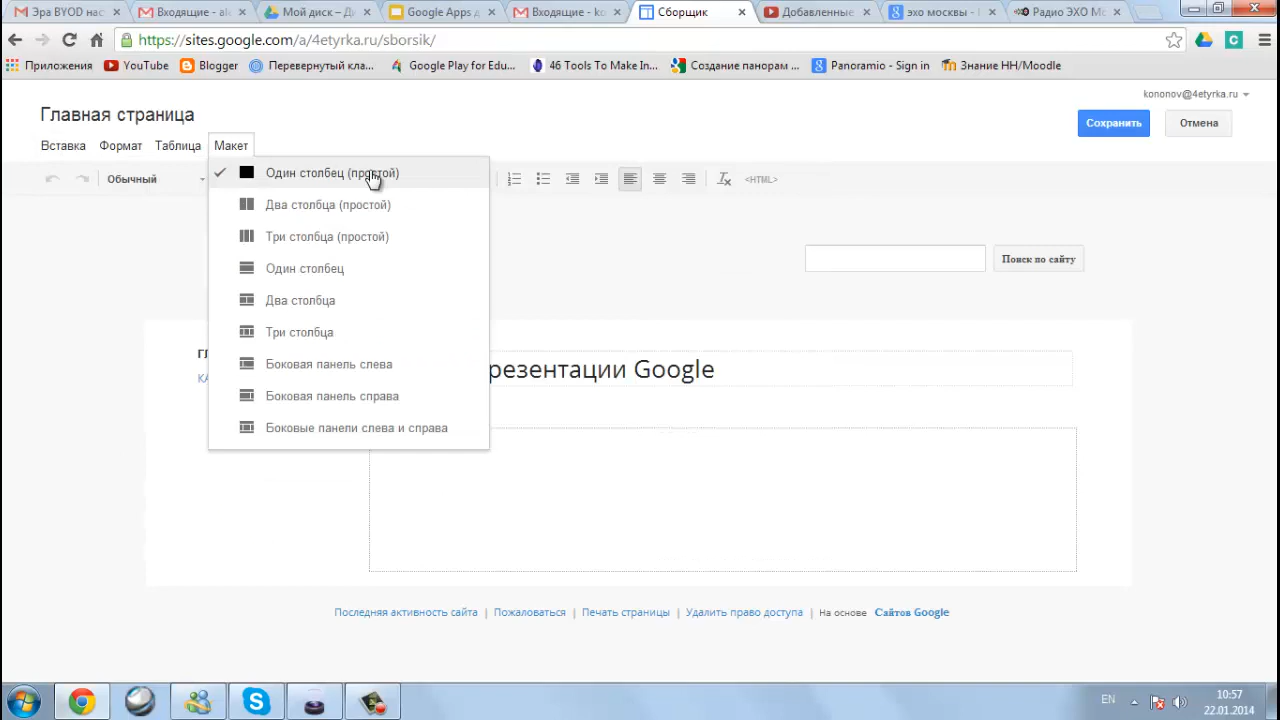 Эра BYOD нас
Входящие - alc
Мой диск – Ди
Google Apps д
Входящие - ko
Сборщик
Добавленные
эхо москвы -
Радио ЭХО Мо
https://sites.google.com/a/4etyrka.ru/sborsik/
Приложения
YouTube
Blogger
Перевернутый кла...
Google Play for Edu...
46 Tools To Make In...
Создание панорам ...
Panoramio - Sign in
Знание НН/Moodle
kononov@4etyrka.ru
Главная страница
Сохранить
Отмена
Вставка Формат Таблица Макет
Обычный
<HTML>
Один столбец (простой)
Два столбца (простой)
Три столбца (простой)
Один столбец
Два столбца
Три столбца
Боковая панель слева
Боковая панель справа
Боковые панели слева и справа
Поиск по сайту
резентации Google
Последняя активность сайта | Пожаловаться | Печать страницы | Удалить право доступа | На основе Сайтов Google
EN
10:57
22.01.2014